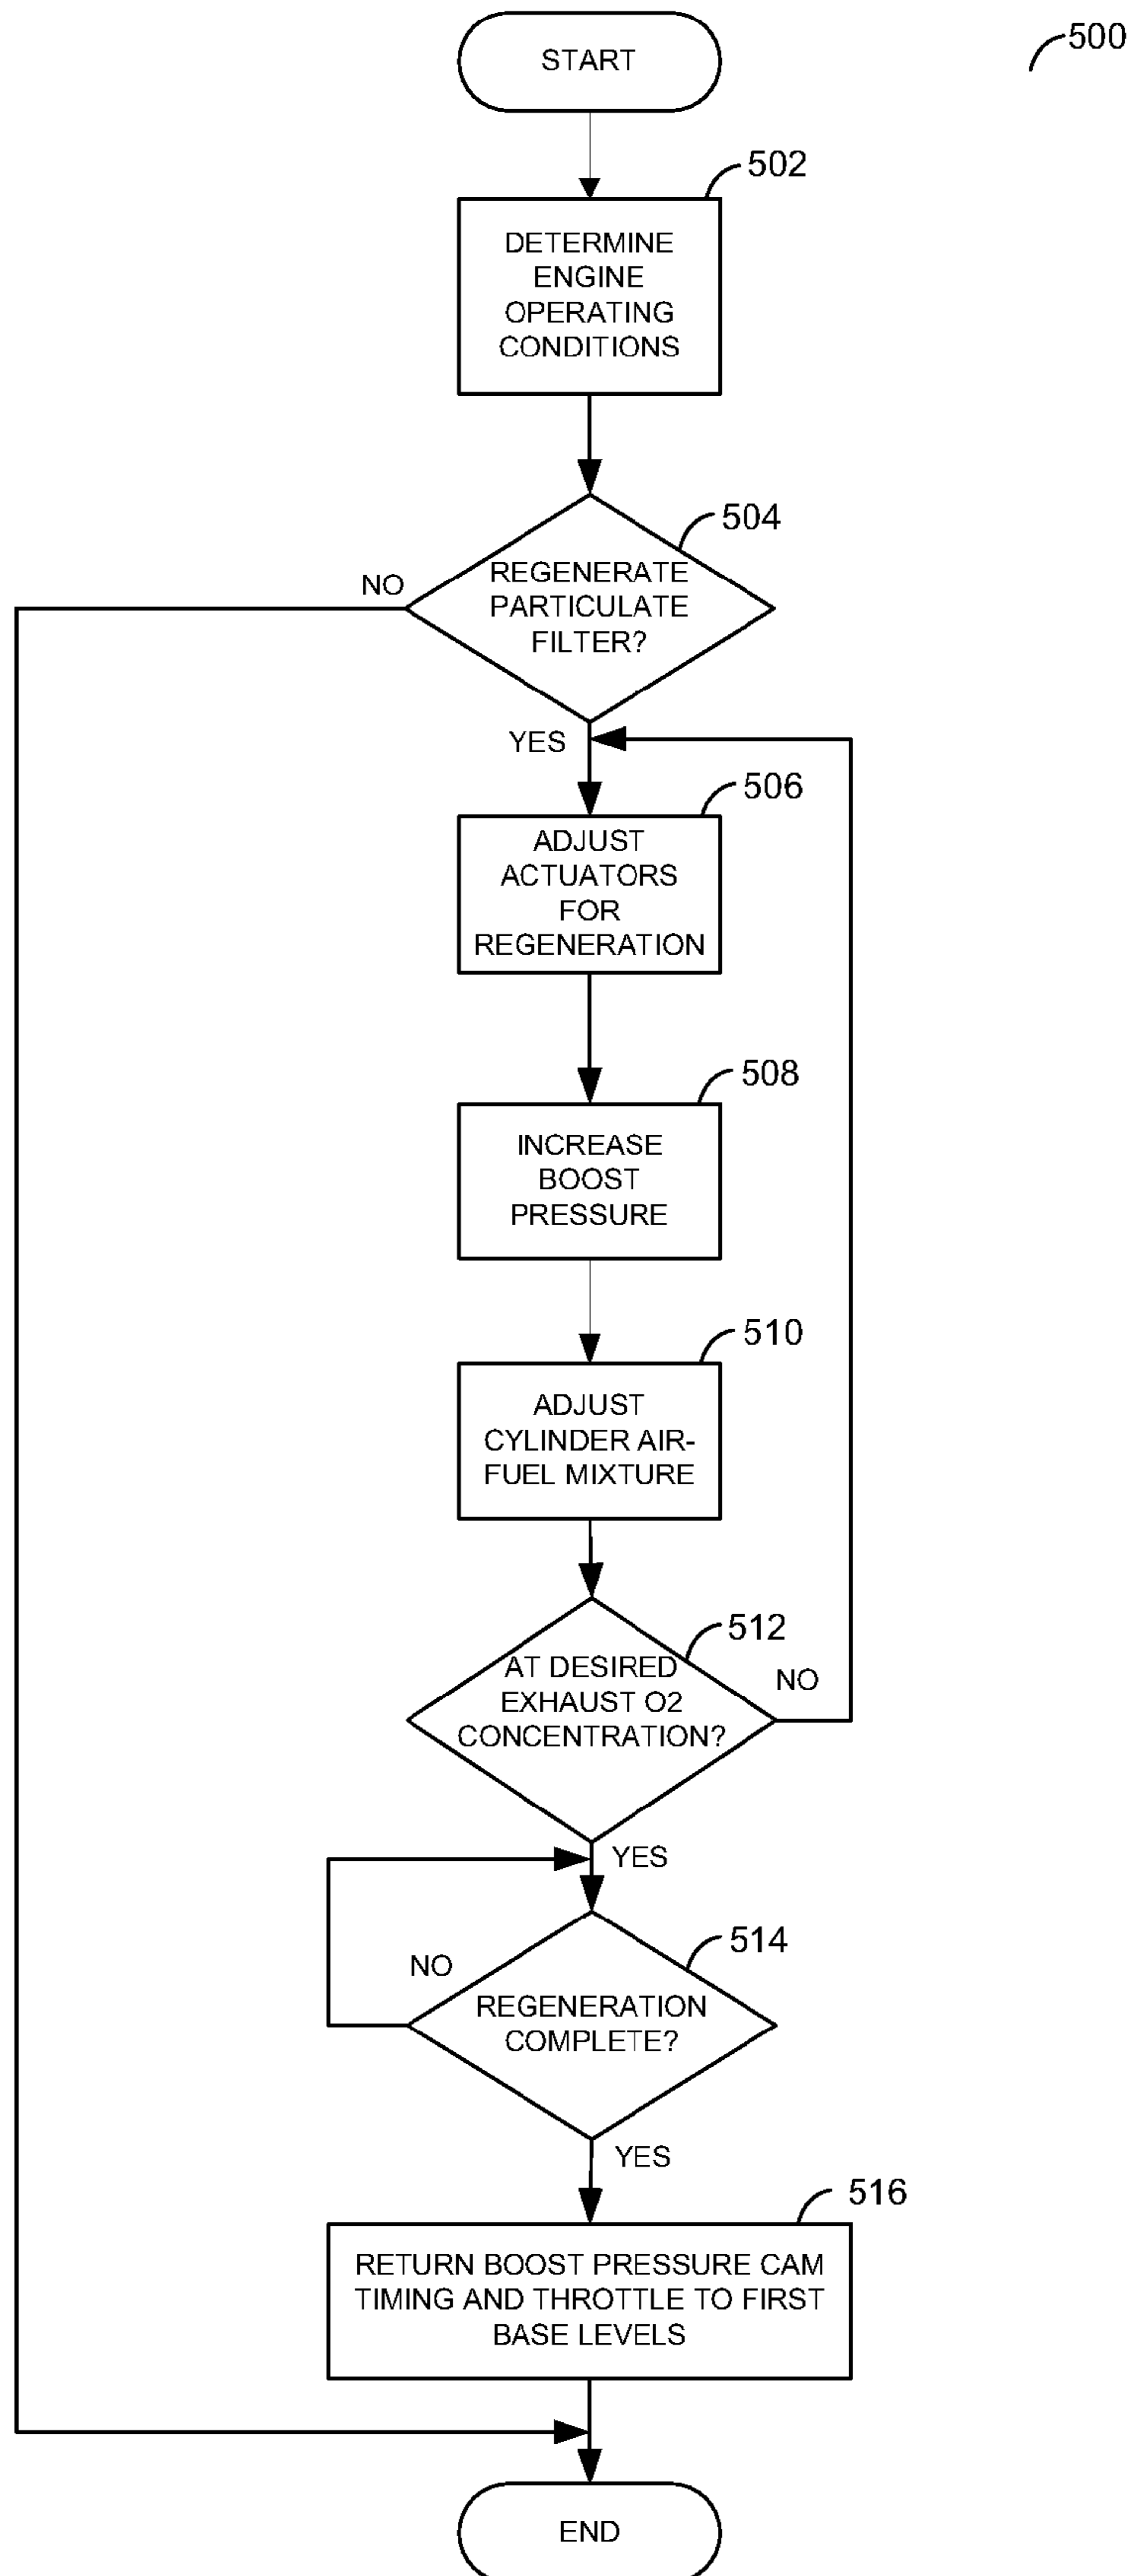 START
500
502
DETERMINE
ENGINE
OPERATING
CONDITIONS
504
NO
REGENERATE
PARTICULATE
FILTER?
YES
506
ADJUST
ACTUATORS
FOR
REGENERATION
508
INCREASE
BOOST
PRESSURE
510
ADJUST
CYLINDER AIR-
FUEL MIXTURE
512
AT DESIRED
EXHAUST O2
CONCENTRATION?
NO
YES
514
NO
REGENERATION
COMPLETE?
YES
516
RETURN BOOST PRESSURE CAM
TIMING AND THROTTLE TO FIRST
BASE LEVELS
END